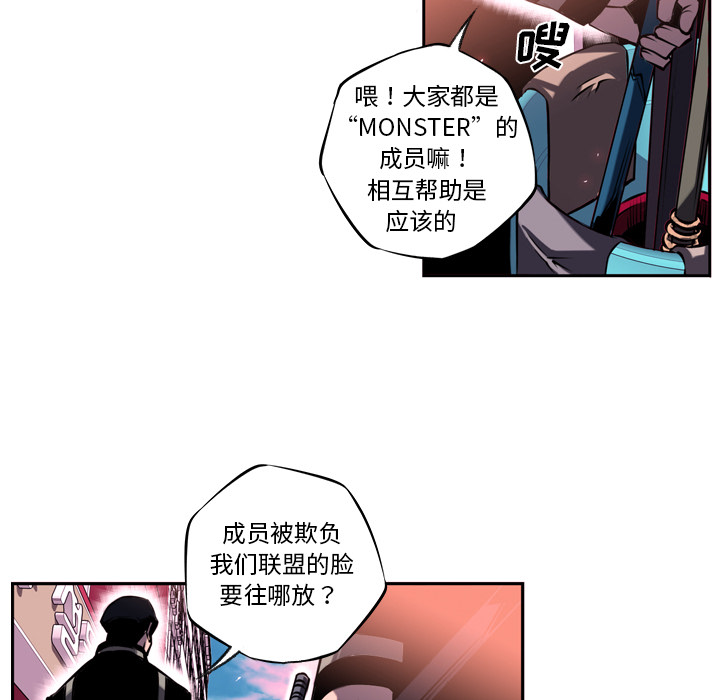 嗖
喂！大家都是
“MONSTER”的
成员嘛！
相互帮助是
应该的
成员被欺负
我们联盟的脸
要往哪放？